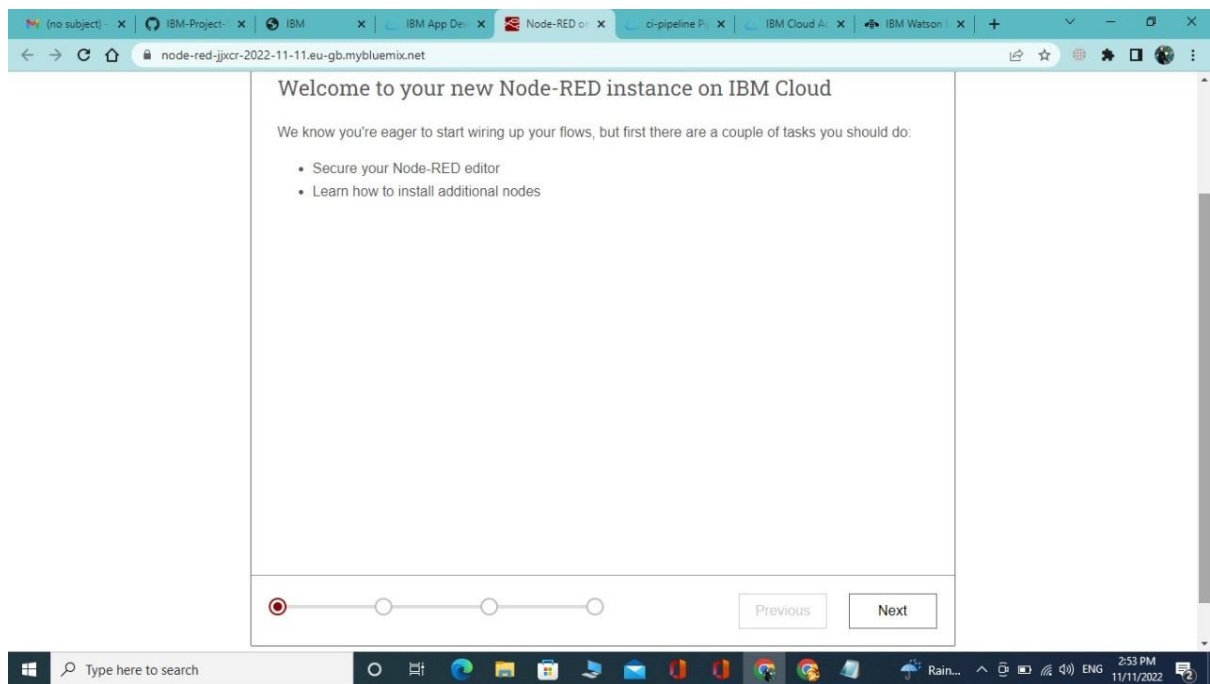 (no subject) -
IBM-Project-
IBM
IBM App Dev
Node-RED on
ci-pipeline Pi
IBM Cloud Ac
IBM Watson
node-red-jjxcr-2022-11-11.eu-gb.mybluemix.net
Welcome to your new Node-RED instance on IBM Cloud
We know you're eager to start wiring up your flows, but first there are a couple of tasks you should do:
• Secure your Node-RED editor
• Learn how to install additional nodes
Previous
Next
Type here to search
Rain...
ENG
2:53 PM
11/11/2022
2